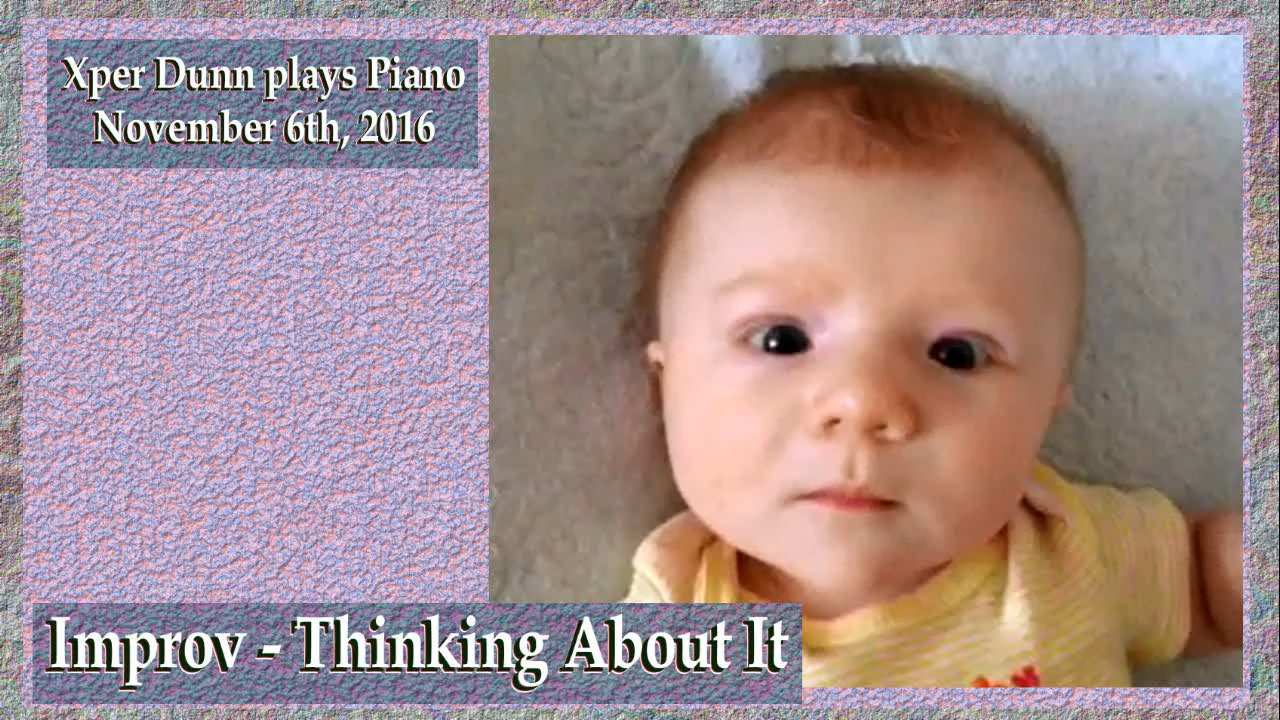 Xper Dunn plays Piano
November 6th, 2016
Improv - Thinking About It